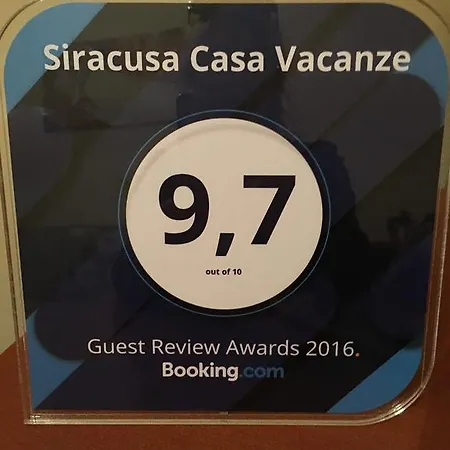 Siracusa Casa Vacanze
9,7
out of 10
Guest Review Awards 2016.
Booking.com